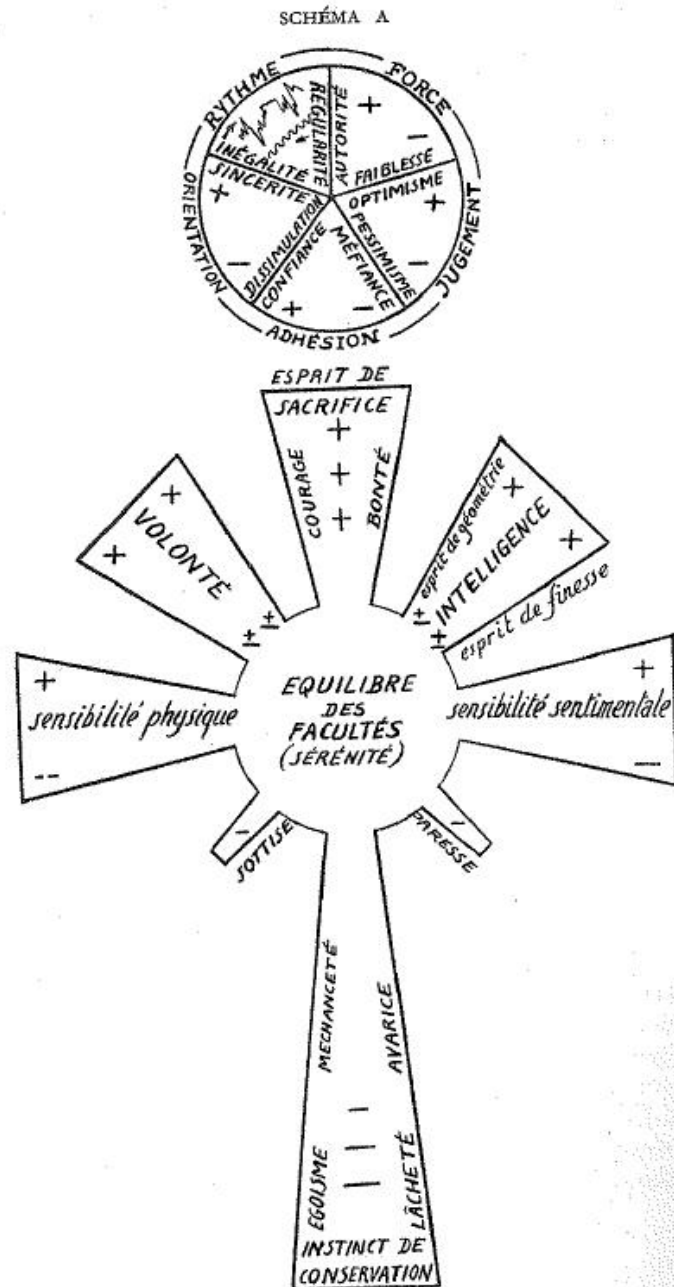 SCHÉMA A
RYTHME
FORCE
ORIENTATION
JUGEMENT
ADHÉSION
INÉGALITÉ
RÉGULARITÉ
AUTORITÉ
+
−
FAIBLESSE
OPTIMISME
+
−
PESSIMISME
MÉFIANCE
−
+
CONFIANCE
DISSIMULATION
−
+
SINCERITÉ
ESPRIT DE
SACRIFICE
+
+
+
COURAGE
BONTÉ
+
+
VOLONTÉ
±
±
esprit de géométrie
+
+
INTELLIGENCE
±
±
esprit de finesse
+
sensibilité physique
--
+
sensibilité sentimentale
—
EQUILIBRE
DES
FACULTÉS
(SÉRÉNITÉ)
−
SOTTISE
−
PARESSE
MÉCHANCETÉ
AVARICE
—
—
—
EGOÏSME
LÂCHETÉ
INSTINCT DE
CONSERVATION